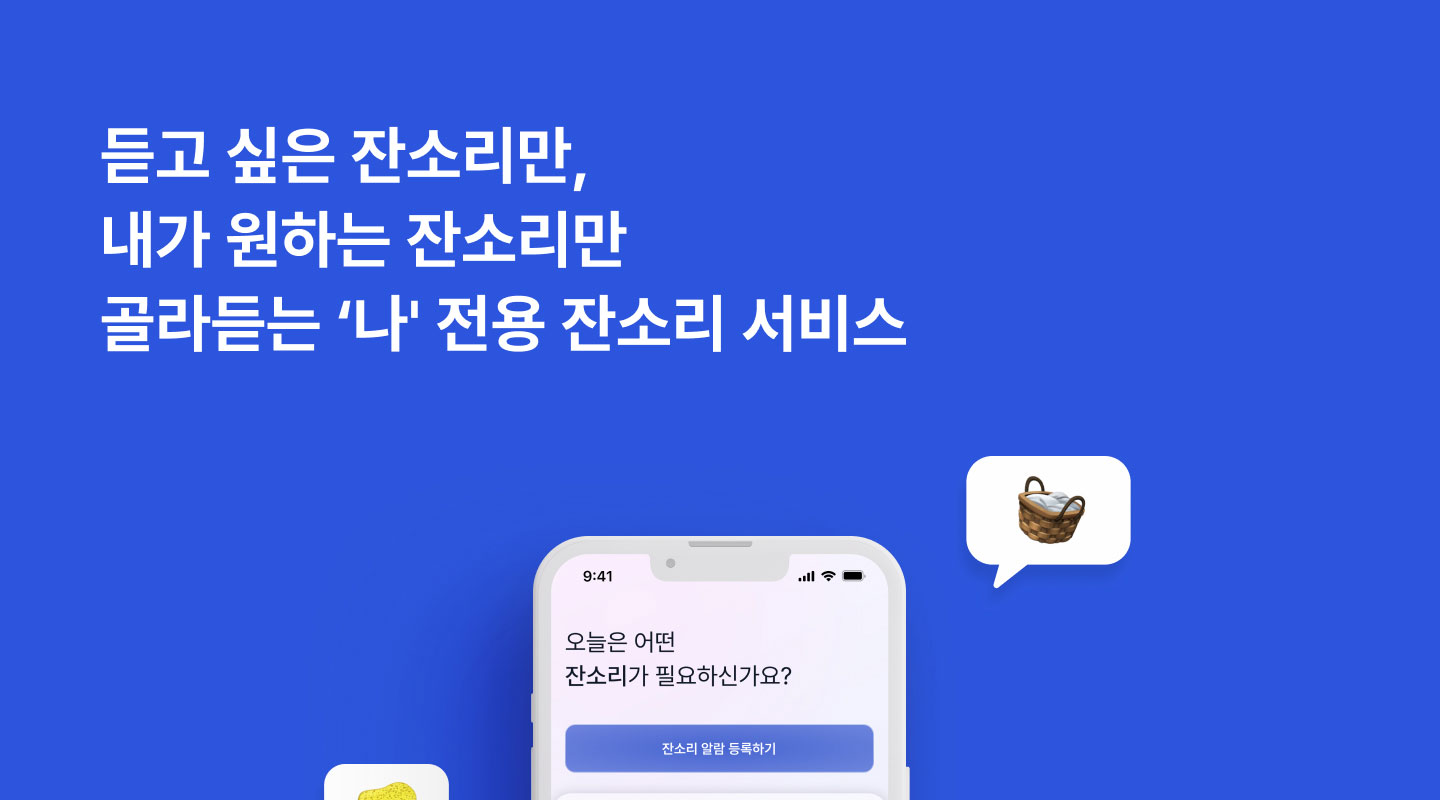 듣고 싶은 잔소리만,
내가 원하는 잔소리만
골라듣는 ‘나' 전용 잔소리 서비스
9:41
오늘은 어떤
잔소리가 필요하신가요?
잔소리 알람 등록하기